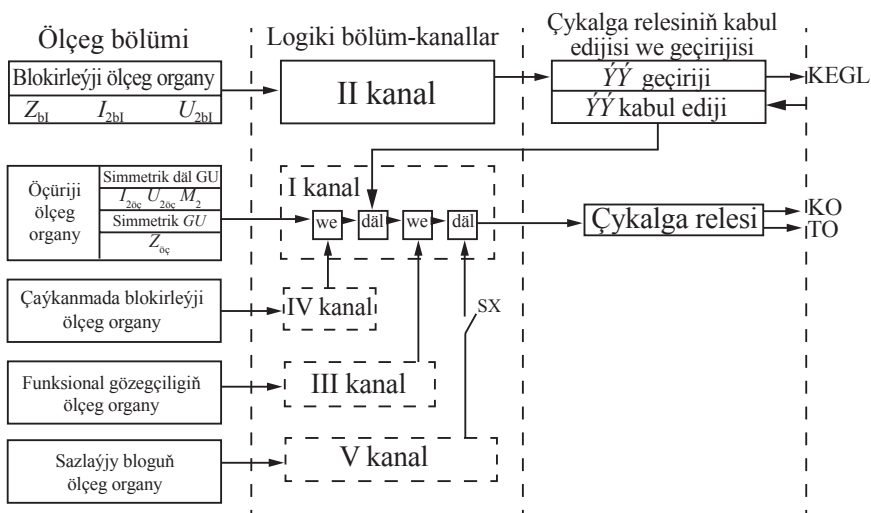 Ölçeg bölümi
Logiki bölüm-kanallar
Çykalga relesiniň kabul
edijisi we geçirijisi
Blokirleýji ölçeg organy
Z_bI I_2bI U_2bI
II kanal
ÝÝ geçiriji
ÝÝ kabul ediji
KEGL
Öçüriji
ölçeg
organy
Simmetrik däl GU
I_2öç U_2öç M_2
Simmetrik GU
Z_öç
I kanal
we däl we däl
Çykalga relesi
KO
TO
Çaýkanmada blokirleýji
ölçeg organy
IV kanal
SX
Funksional gözegçiligiň
ölçeg organy
III kanal
Sazlaýjy bloguň
ölçeg organy
V kanal